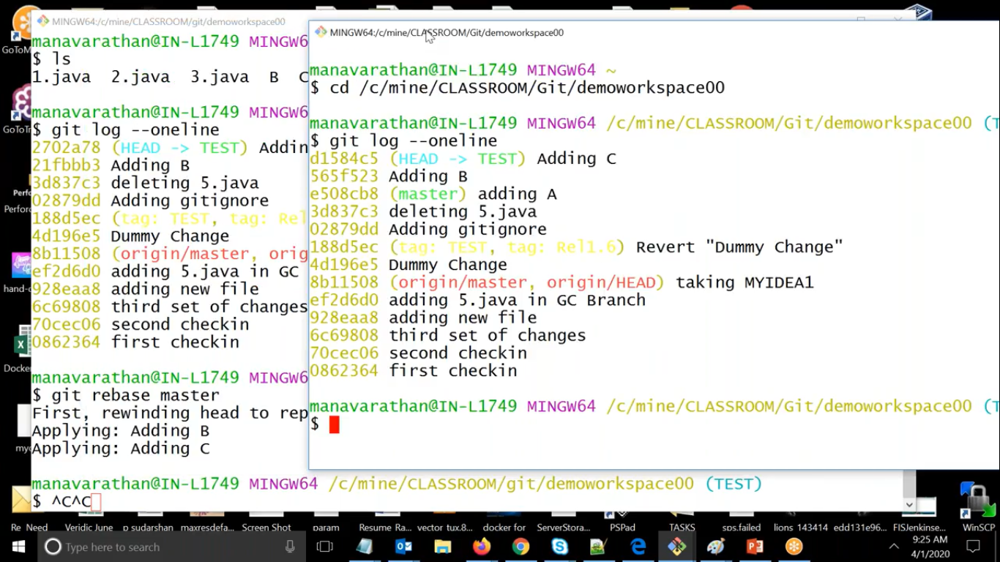 MINGW64:/c/mine/CLASSROOM/git/demoworkspace00
manavarathan@IN-L1749 MINGW6
$ ls
1.java 2.java 3.java B C
manavarathan@IN-L1749 MINGW6
$ git log --oneline
2702a78 (HEAD -> TEST) Addin
21fbbb3 Adding B
3d837c3 deleting 5.java
02879dd Adding gitignore
188d5ec (tag: TEST, tag: Rel
4d196e5 Dummy Change
8b11508 (origin/master, orig
ef2d6d0 adding 5.java in GC
928eaa8 adding new file
6c69808 third set of changes
70cec06 second checkin
0862364 first checkin
manavarathan@IN-L1749 MINGW6
$ git rebase master
First, rewinding head to rep
Applying: Adding B
Applying: Adding C
manavarathan@IN-L1749 MINGW64 /c/mine/CLASSROOM/git/demoworkspace00 (TEST)
$ ^C^C
MINGW64:/c/mine/CLASSROOM/Git/demoworkspace00
manavarathan@IN-L1749 MINGW64 ~
$ cd /c/mine/CLASSROOM/Git/demoworkspace00
manavarathan@IN-L1749 MINGW64 /c/mine/CLASSROOM/Git/demoworkspace00 (T
$ git log --oneline
d1584c5 (HEAD -> TEST) Adding C
565f523 Adding B
e508cb8 (master) adding A
3d837c3 deleting 5.java
02879dd Adding gitignore
188d5ec (tag: TEST, tag: Rel1.6) Revert "Dummy Change"
4d196e5 Dummy Change
8b11508 (origin/master, origin/HEAD) taking MYIDEA1
ef2d6d0 adding 5.java in GC Branch
928eaa8 adding new file
6c69808 third set of changes
70cec06 second checkin
0862364 first checkin
manavarathan@IN-L1749 MINGW64 /c/mine/CLASSROOM/Git/demoworkspace00 (T
$
GoToM
GoToTr
Perfo
Perforc
hand-c
Docker
myc
Re_Need Veridic June p sudarshan maxresdefa... Screen Shot param Resume_Ra... vector_tux.8... docker for ServerStora... PSPad TASKS sps.failed lions_143414 edd131e96... FISJenkinse... WinSCP
Type here to search
9:25 AM
4/1/2020